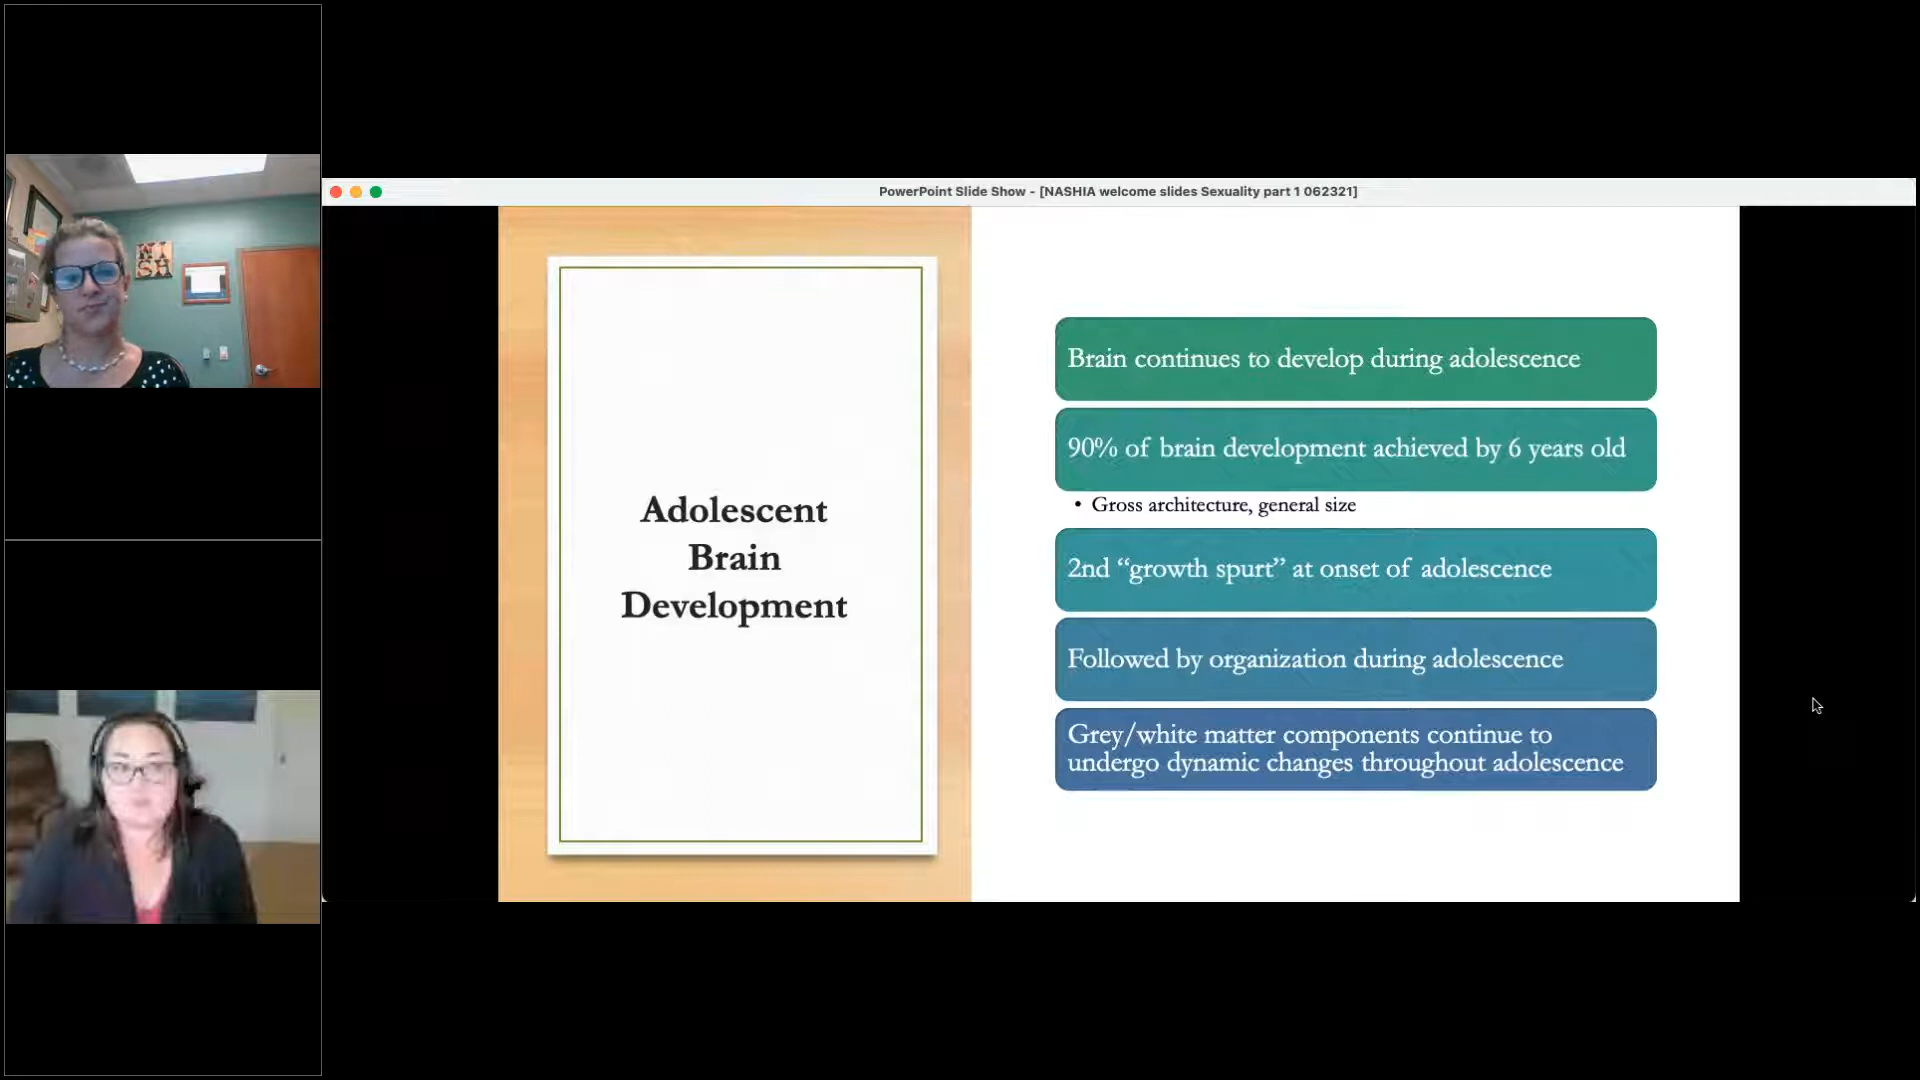 PowerPoint Slide Show - [NASHIA welcome slides Sexuality part 1 062321]
Adolescent
Brain
Development
Brain continues to develop during adolescence
90% of brain development achieved by 6 years old
• Gross architecture, general size
2nd “growth spurt” at onset of adolescence
Followed by organization during adolescence
Grey/white matter components continue to
undergo dynamic changes throughout adolescence